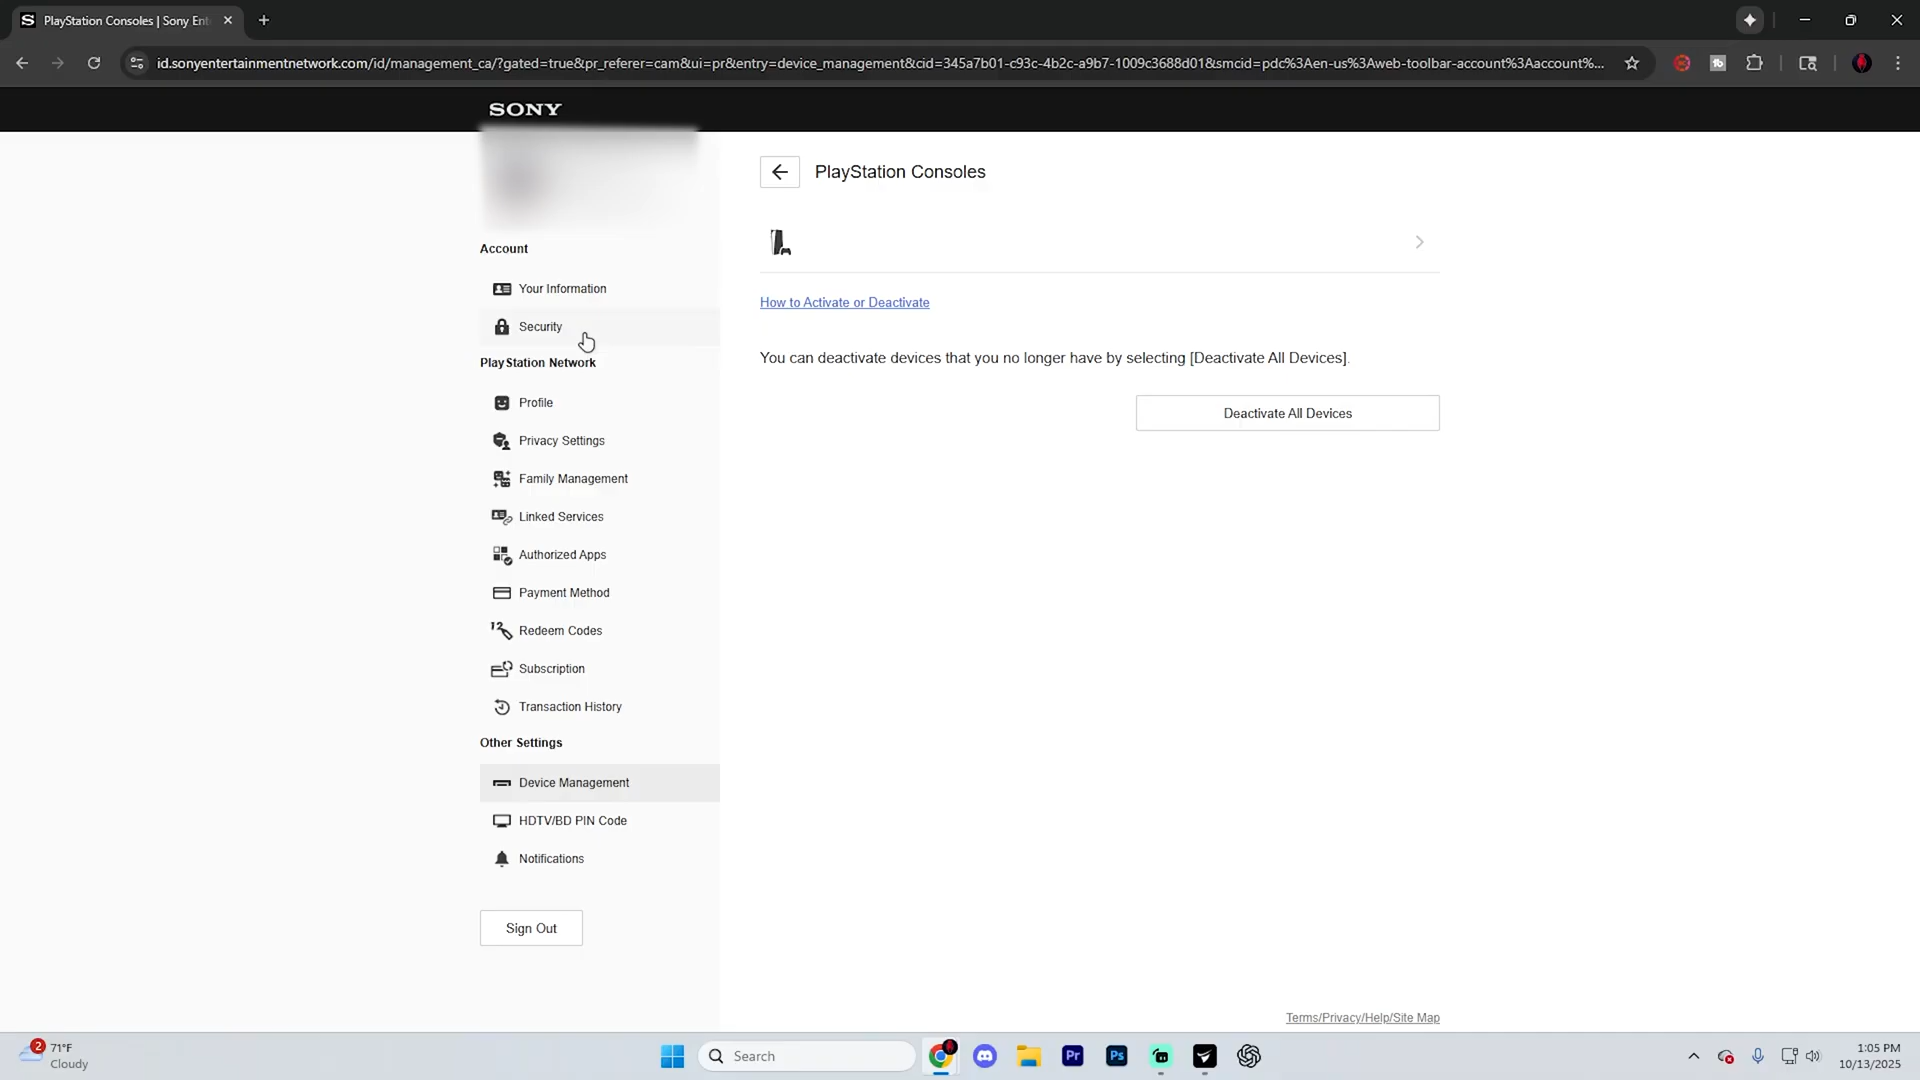 PlayStation Consoles | Sony Ent
id.sonyentertainmentnetwork.com/id/management_ca/?gated=true&pr_referer=cam&ui=pr&entry=device_management&cid=345a7b01-c93c-4b2c-a9b7-1009c3688d01&smcid=pdc%3Aen-us%3Aweb-toolbar-account%3Aaccount%...
SONY
PlayStation Consoles
Account
Your Information
How to Activate or Deactivate
Security
You can deactivate devices that you no longer have by selecting [Deactivate All Devices].
PlayStation Network
Profile
Deactivate All Devices
Privacy Settings
Family Management
Linked Services
Authorized Apps
Payment Method
Redeem Codes
Subscription
Transaction History
Other Settings
Device Management
HDTV/BD PIN Code
Notifications
Sign Out
Terms/Privacy/Help/Site Map
2
71°F
Cloudy
Search
Pr
Ps
1:05 PM
10/13/2025